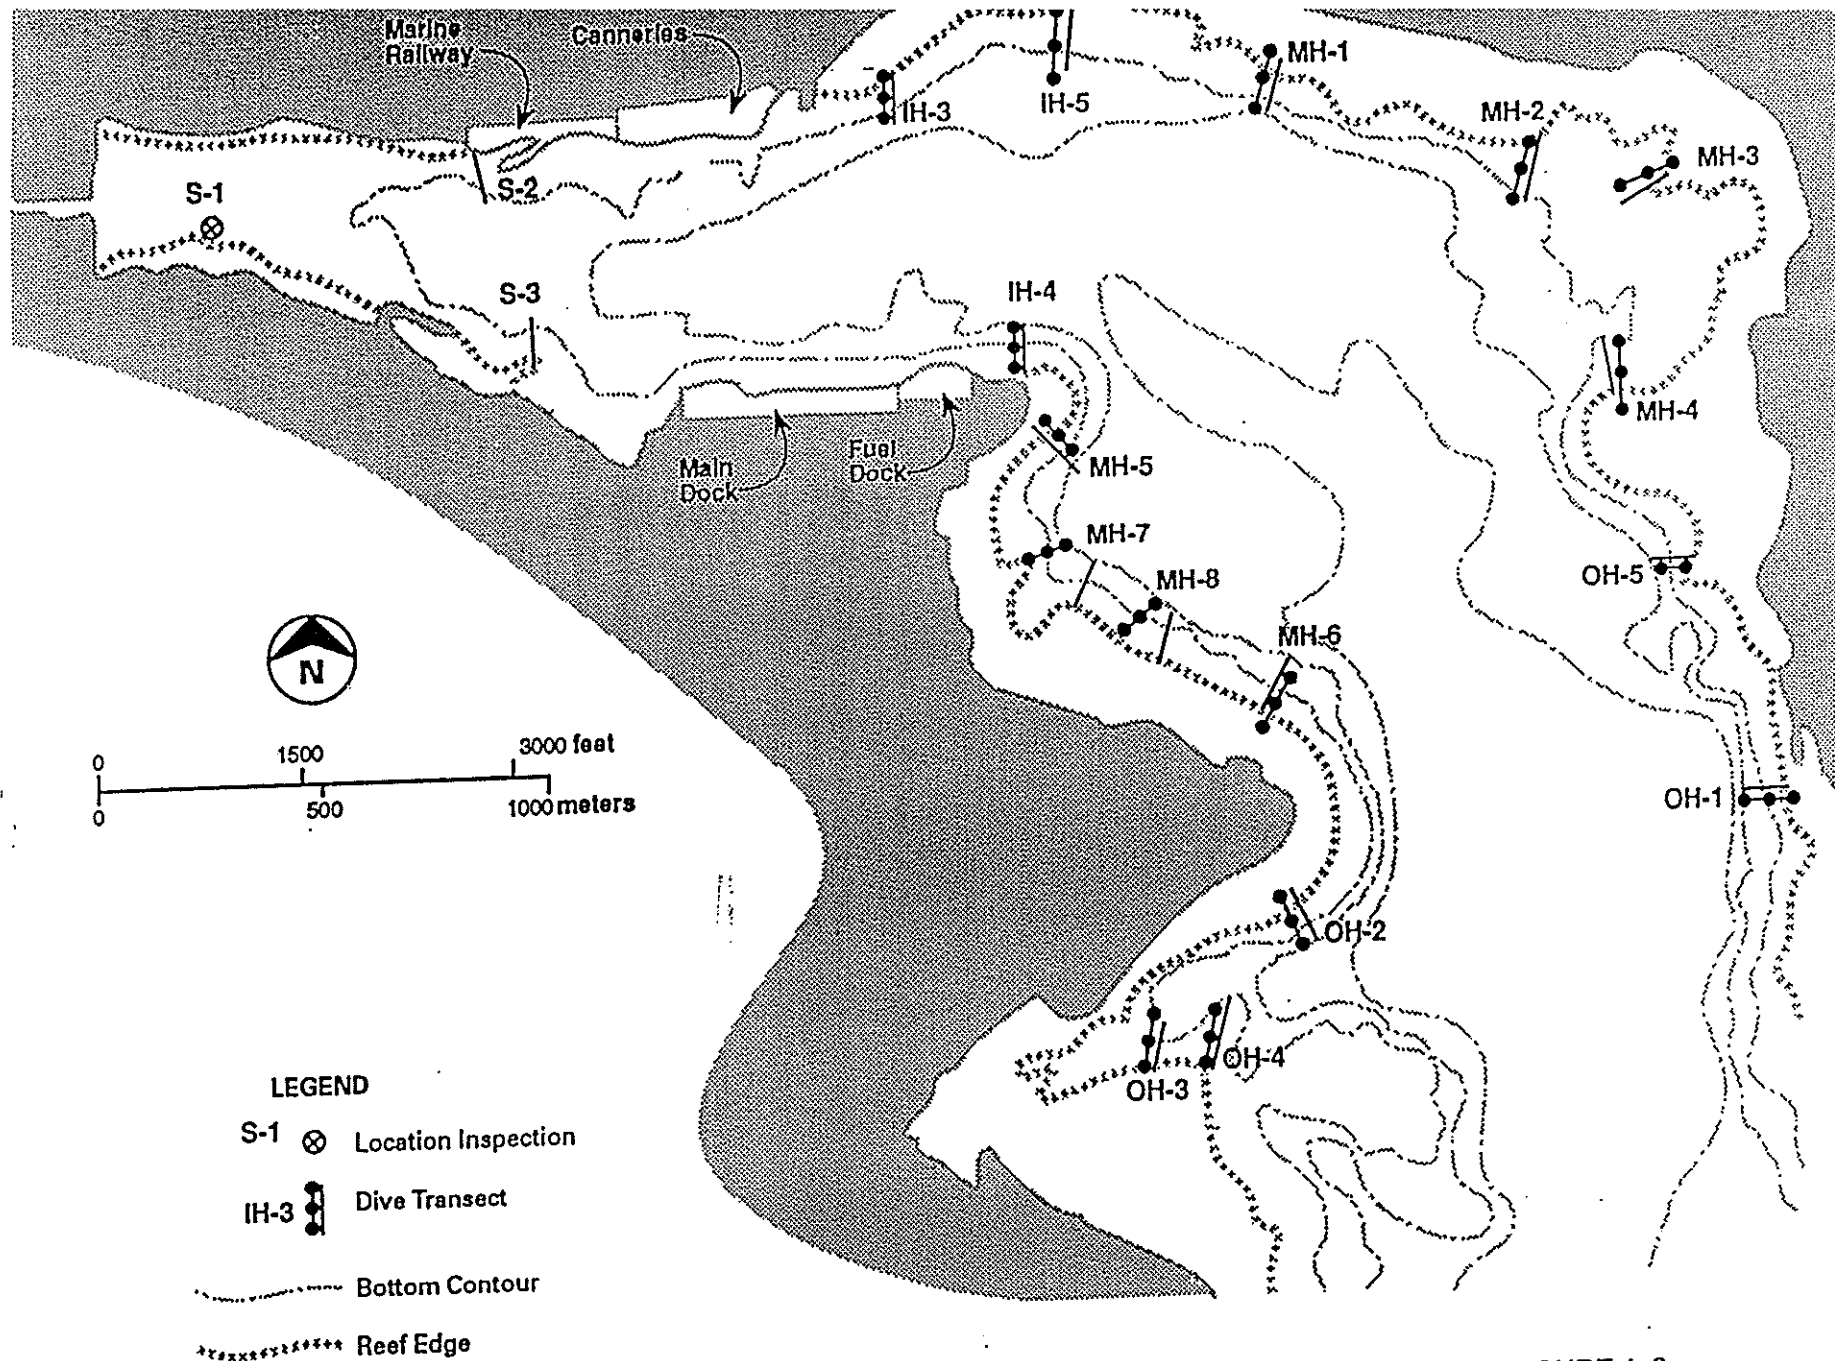 Marine
Railway
Canneries
IH-3
IH-5
MH-1
MH-2
MH-3
S-1
S-2
S-3
IH-4
MH-4
Main
Dock
Fuel
Dock
MH-5
MH-7
MH-8
MH-6
OH-5
OH-1
OH-2
OH-3
OH-4
N
0 1500 3000 feet
0 500 1000 meters
LEGEND
S-1 Location Inspection
IH-3 Dive Transect
Bottom Contour
Reef Edge